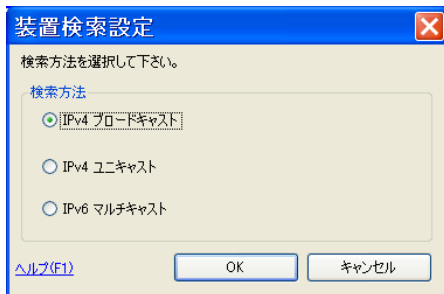 装置検索設定
検索方法を選択して下さい。
検索方法
IPv4 ブロードキャスト
IPv4 ユニキャスト
IPv6 マルチキャスト
ヘルプ(F1)
OK
キャンセル